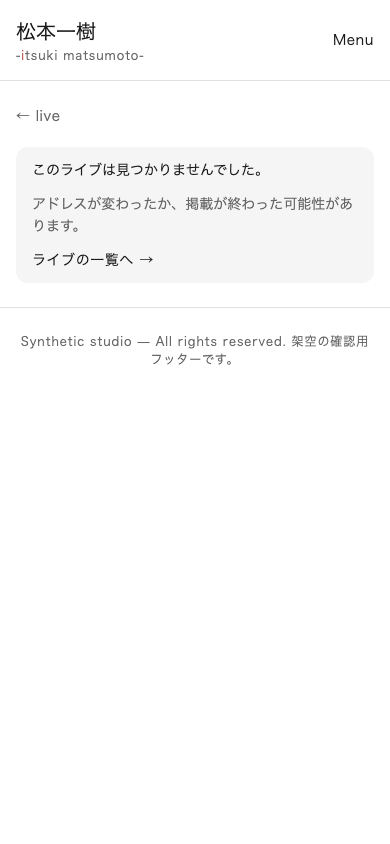 松本一樹
-itsuki matsumoto-
Menu
← live
このライブは見つかりませんでした。
アドレスが変わったか、掲載が終わった可能性があ
ります。
ライブの一覧へ →
Synthetic studio — All rights reserved. 架空の確認用
フッターです。